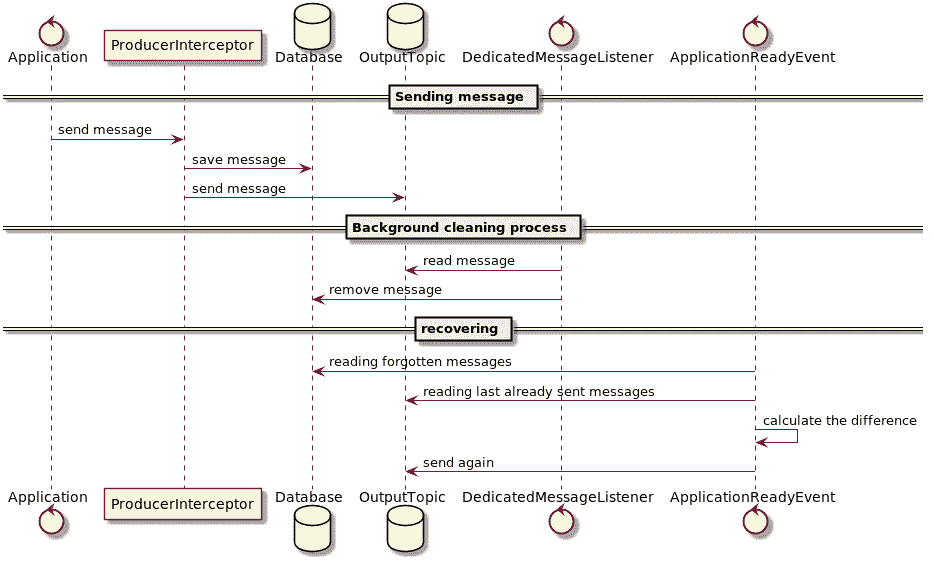 Application
ProducerInterceptor
Database
OutputTopic
DedicatedMessageListener
ApplicationReadyEvent
Sending message
send message
save message
send message
Background cleaning process
read message
remove message
recovering
reading forgotten messages
reading last already sent messages
calculate the difference
send again
Application
ProducerInterceptor
Database
OutputTopic
DedicatedMessageListener
ApplicationReadyEvent